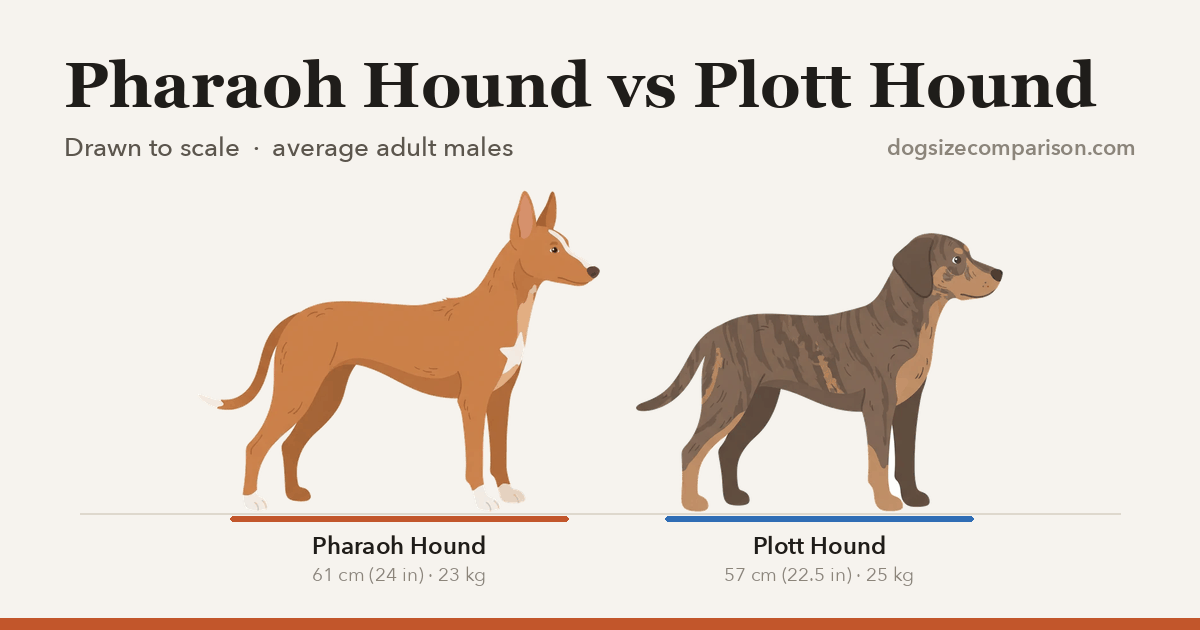 Pharaoh Hound vs Plott Hound
Drawn to scale · average adult males
dogsizecomparison.com
Pharaoh Hound
61 cm (24 in) · 23 kg
Plott Hound
57 cm (22.5 in) · 25 kg